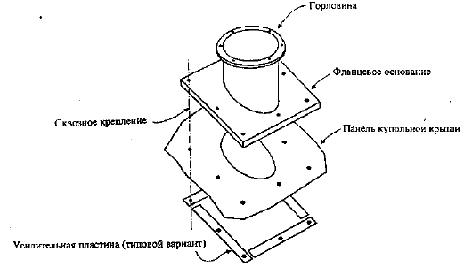 Горловина
Фланцевое основание
Сквозное крепление
Панель купольной крыши
Усилительная пластина (типовой вариант)